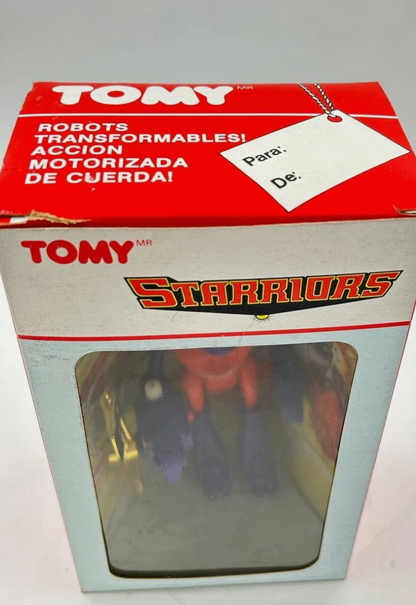 TOMY MR
ROBOTS
TRANSFORMABLES!
ACCION
MOTORIZADA
DE CUERDA!
Para:
De:
TOMY MR
STARRIORS